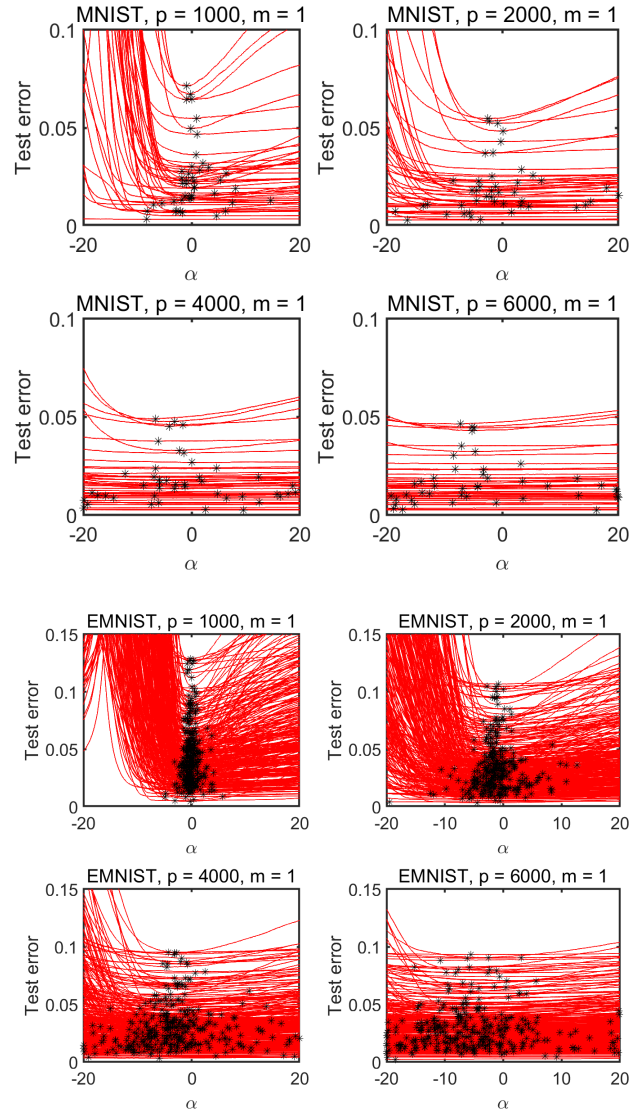 MNIST, p = 1000, m = 1
MNIST, p = 2000, m = 1
0.1
0.05
0
Test error
-20
0
20
α
0.1
0.05
0
Test error
-20
0
20
α
MNIST, p = 4000, m = 1
MNIST, p = 6000, m = 1
0.1
0.05
0
Test error
-20
0
20
α
0.1
0.05
0
Test error
-20
0
20
α
EMNIST, p = 1000, m = 1
EMNIST, p = 2000, m = 1
0.15
0.1
0.05
0
Test error
-20
0
20
α
0.15
0.1
0.05
0
Test error
-20
-10
0
10
20
α
EMNIST, p = 4000, m = 1
EMNIST, p = 6000, m = 1
0.15
0.1
0.05
0
Test error
-20
0
20
α
0.15
0.1
0.05
0
Test error
-20
-10
0
10
20
α